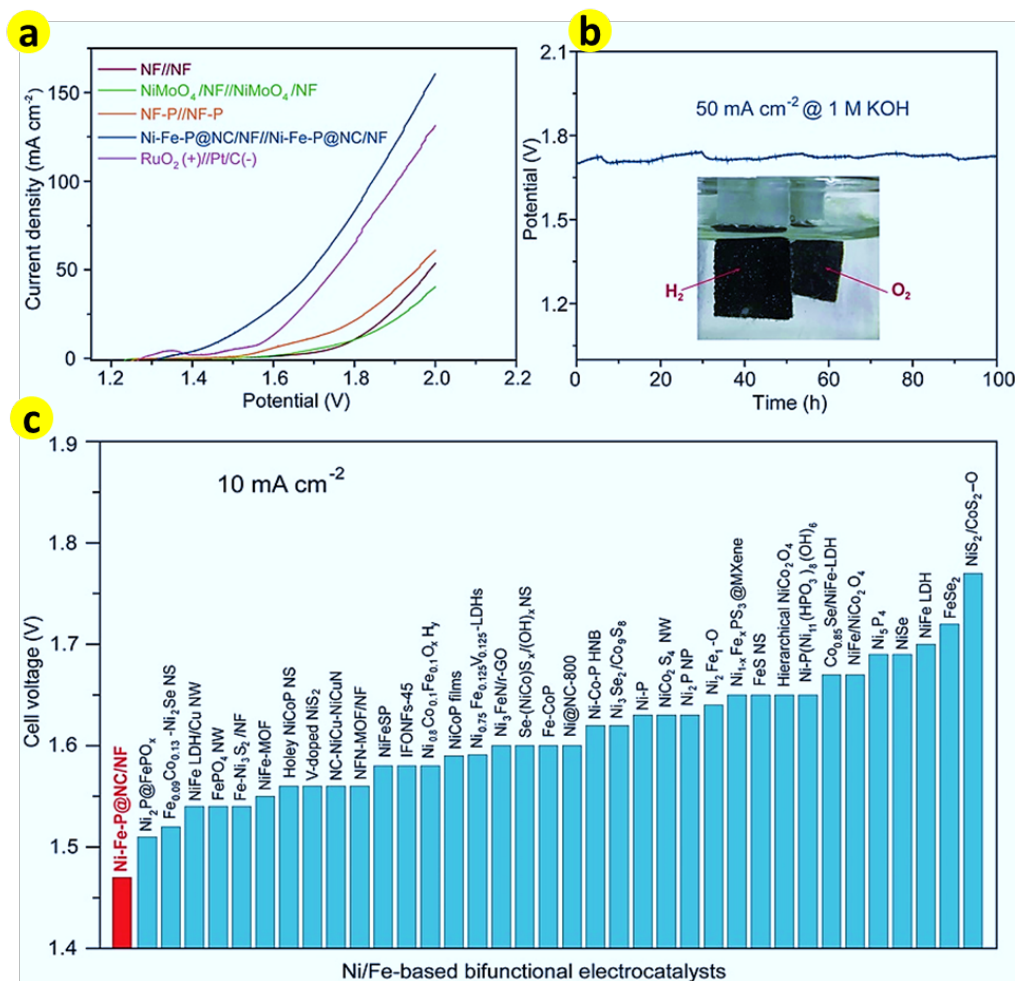 a
Current density (mA cm⁻²)
150
100
50
0
1.2 1.4 1.6 1.8 2.0 2.2
Potential (V)
NF//NF
NiMoO₄/NF//NiMoO₄/NF
NF-P//NF-P
Ni-Fe-P@NC/NF//Ni-Fe-P@NC/NF
RuO₂(+)//Pt/C(-)
b
Potential (V)
2.1
1.8
1.5
1.2
0 20 40 60 80 100
Time (h)
50 mA cm⁻² @ 1 M KOH
H₂
O₂
c
Cell voltage (V)
1.9
1.8
1.7
1.6
1.5
1.4
10 mA cm⁻²
Ni-Fe-P@NC/NF
Ni₂P@FePOₓ
Fe₀.₀₉Co₀.₁₃-Ni₂Se NS
NiFe LDH/Cu NW
FePO₄ NW
Fe-Ni₃S₂/NF
NiFe-MOF
Holey NiCoP NS
V-doped NiS₂
NC-NiCu-NiCuN
NFN-MOF/NF
NiFeSP
IFONFs-45
Ni₀.₈Co₀.₁Fe₀.₁OₓHᵧ
NiCoP films
Ni₀.₇₅Fe₀.₁₂₅V₀.₁₂₅-LDHs
Ni₃FeN/r-GO
Se-(NiCo)Sₓ/(OH)ₓ NS
Fe-CoP
Ni@NC-800
Ni-Co-P HNB
Ni₃Se₂/Co₉S₈
Ni-P
NiCo₂S₄ NW
Ni₂P NP
Ni₂Fe₁-O
Ni₁₋ₓFeₓPS₃@MXene
FeS NS
Hierarchical NiCo₂O₄
Ni-P(Ni₁₁(HPO₃)₈(OH)₆
Co₀.₈₅Se/NiFe-LDH
NiFe/NiCo₂O₄
Ni₅P₄
NiSe
NiFe LDH
FeSe₂
NiS₂/CoS₂-O
Ni/Fe-based bifunctional electrocatalysts